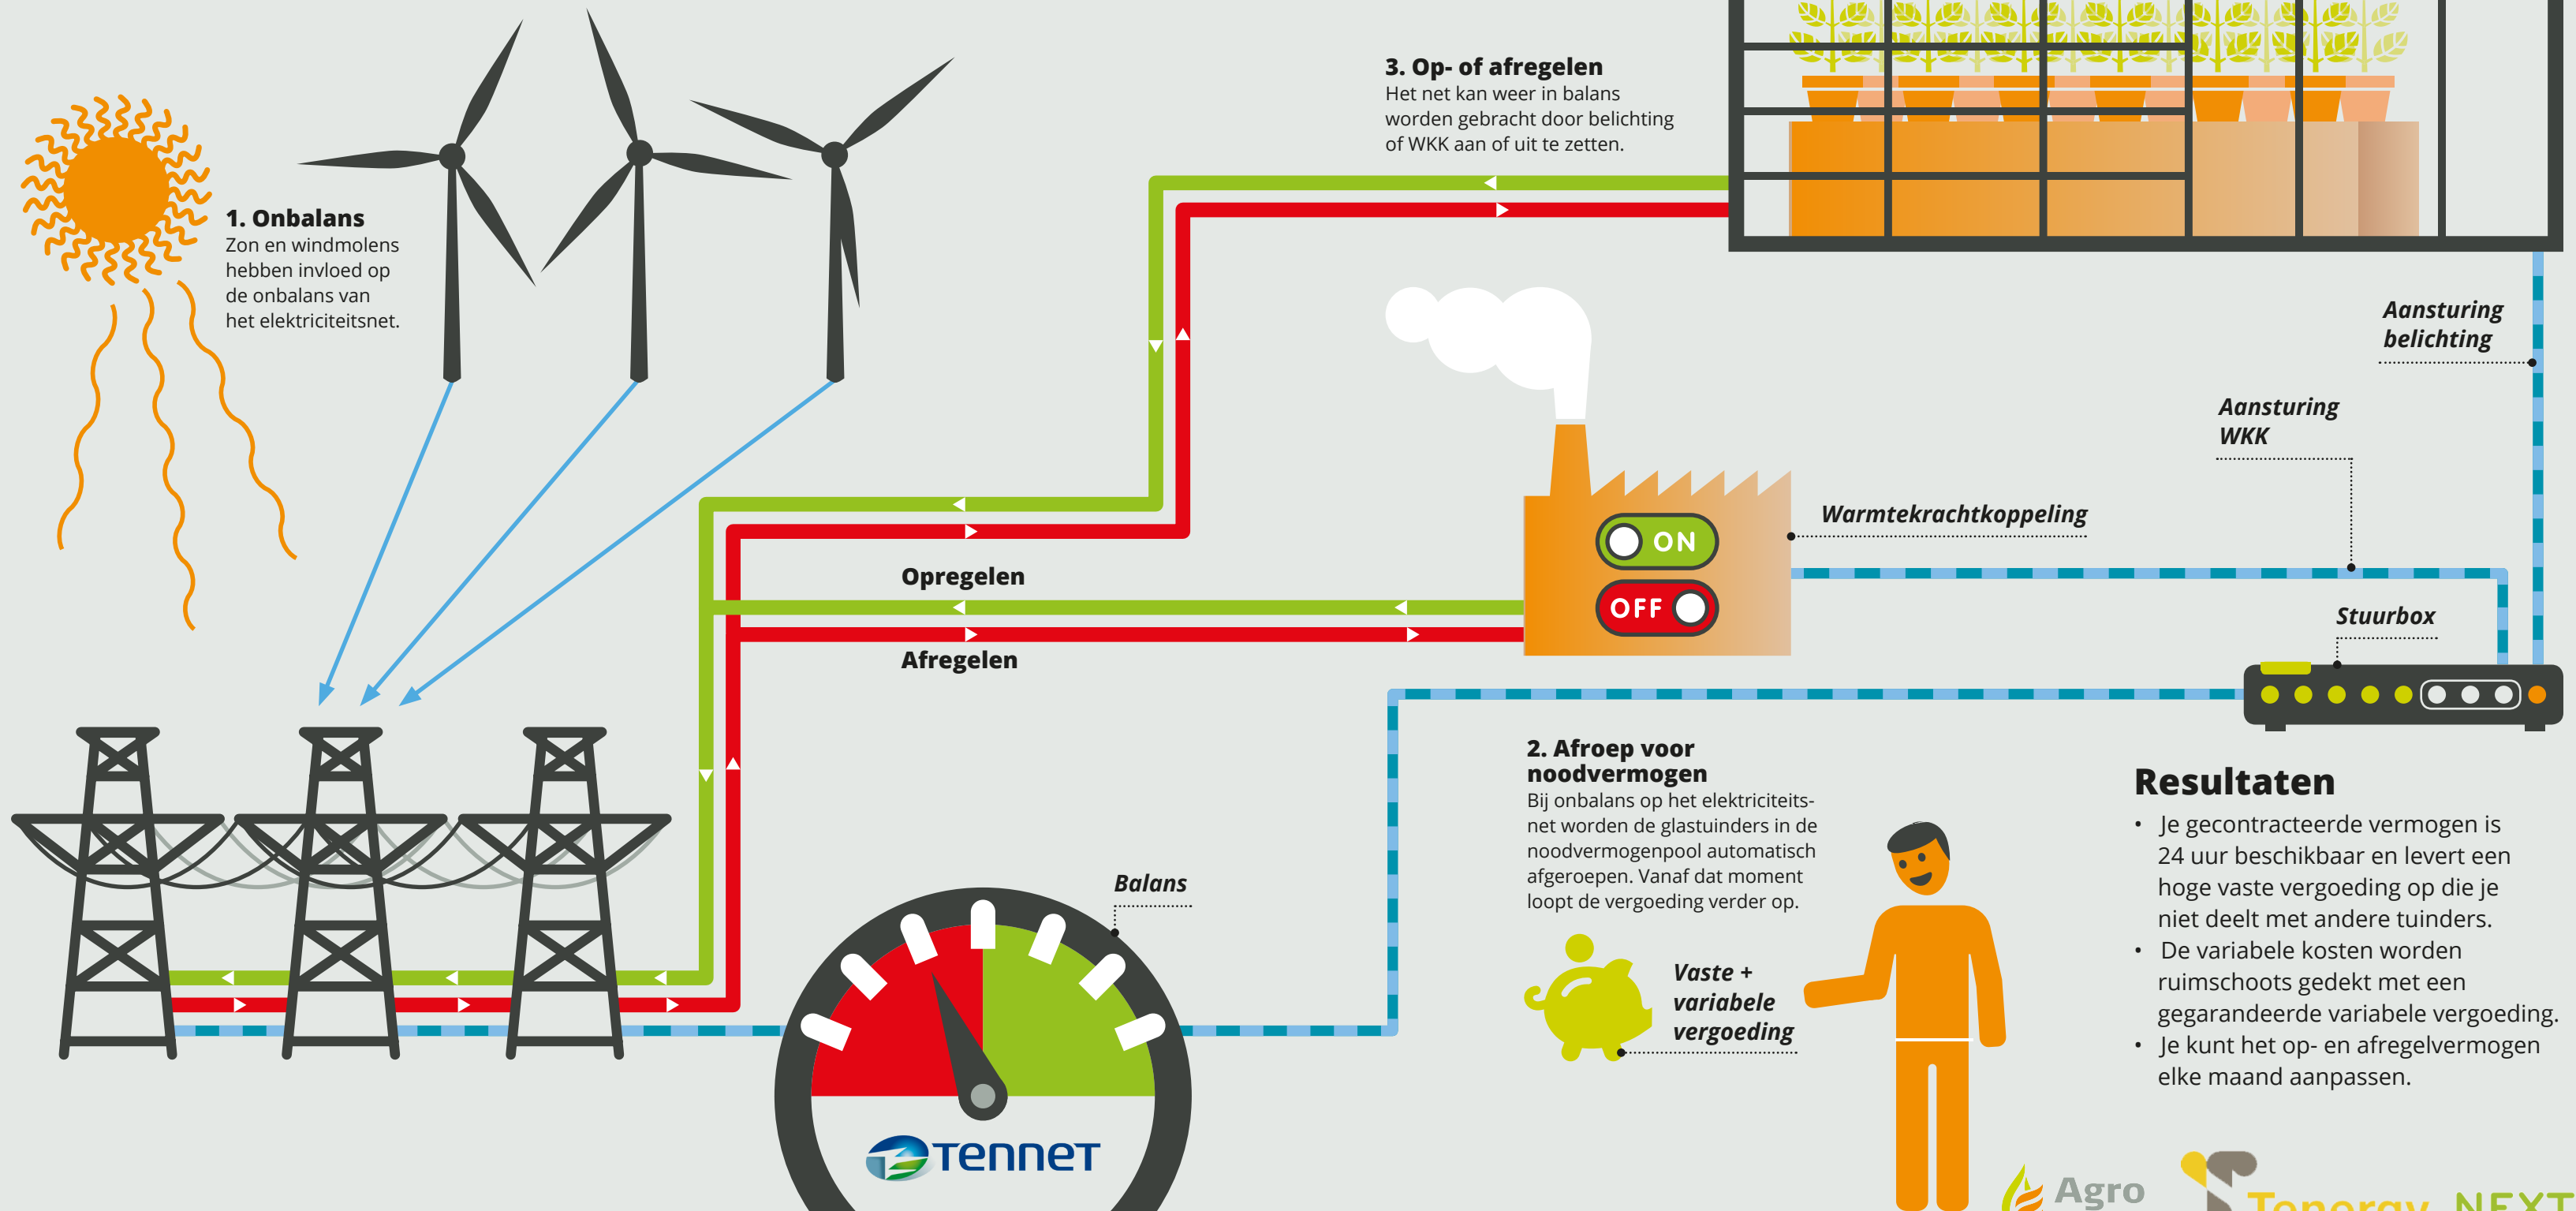 1. Onbalans
Zon en windmolens
hebben invloed op
de onbalans van
het elektriciteitsnet.
3. Op- of afregelen
Het net kan weer in balans
worden gebracht door belichting
of WKK aan of uit te zetten.
Aansturing
belichting
Aansturing
WKK
Warmtekrachtkoppeling
ON
OFF
Opregelen
Afregelen
Stuurbox
2. Afroep voor
noodvermogen
Bij onbalans op het elektriciteits-
net worden de glastuinders in de
noodvermogenpool automatisch
afgeroepen. Vanaf dat moment
loopt de vergoeding verder op.
Balans
Vaste +
variabele
vergoeding
Resultaten
• Je gecontracteerde vermogen is
24 uur beschikbaar en levert een
hoge vaste vergoeding op die je
niet deelt met andere tuinders.
• De variabele kosten worden
ruimschoots gedekt met een
gegarandeerde variabele vergoeding.
• Je kunt het op- en afregelvermogen
elke maand aanpassen.
TenneT
Agro
Tenergy
NEXT